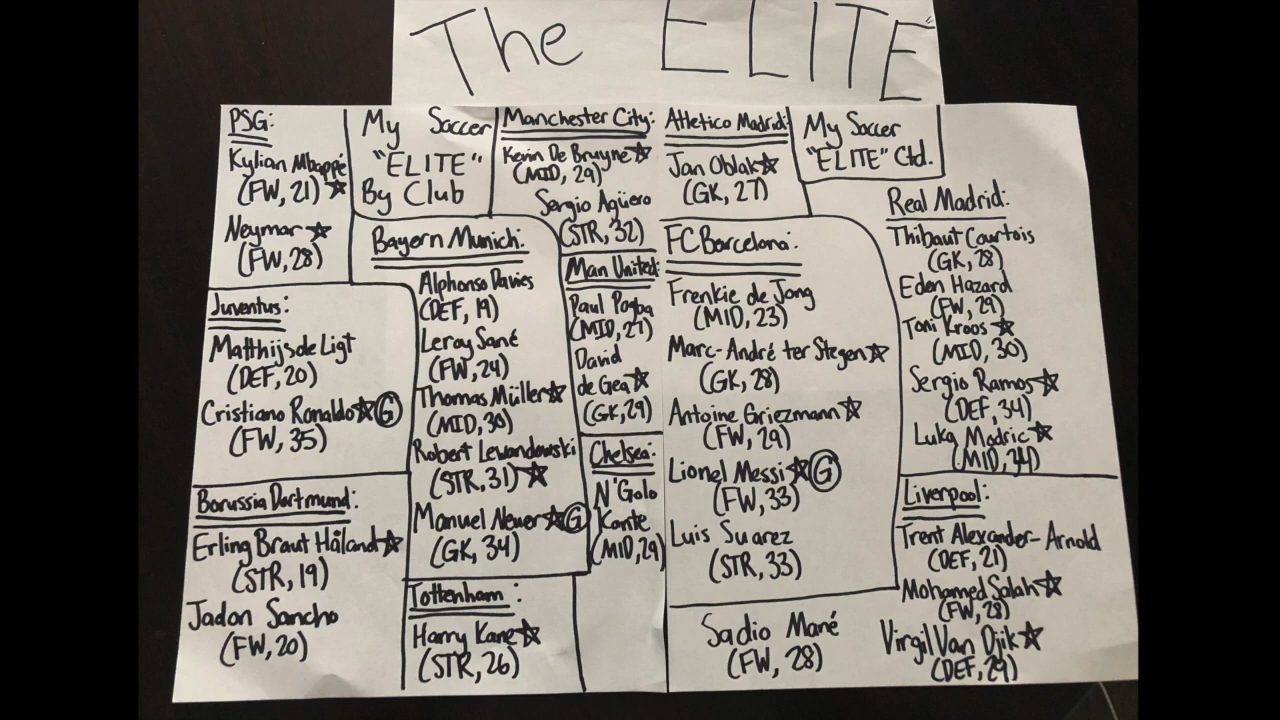 The ELITE"
PSG:
Kylian Mbappé
(FW, 21) ☆
Neymar ☆
(FW, 28)
Juventus:
Matthijs de Ligt
(DEF, 20)
Cristiano Ronaldo ☆ G
(FW, 35)
Borussia Dortmund:
Erling Braut Håland ☆
(STR, 19)
Jadon Sancho
(FW, 20)
My Soccer
"ELITE"
By Club
Bayern Munich:
Alphonso Davies
(DEF, 19)
Leroy Sané
(FW, 24)
Thomas Müller ☆
(MID, 30)
Robert Lewandowski
(STR, 31) ☆
Manuel Neuer ☆ G
(GK, 34)
Tottenham:
Harry Kane ☆
(STR, 26)
Manchester City:
Kevin De Bruyne ☆
(MID, 29)
Sergio Agüero
(STR, 32)
Man United:
Paul Pogba
(MID, 27)
David
de Gea ☆
(GK, 29)
Chelsea:
N'Golo
Kante
(MID, 29)
Atletico Madrid:
Jan Oblak ☆
(GK, 27)
FC Barcelona:
Frenkie de Jong
(MID, 23)
Marc-André ter Stegen ☆
(GK, 28)
Antoine Griezmann ☆
(FW, 29)
Lionel Messi ☆ G
(FW, 33)
Luis Suarez
(STR, 33)
My Soccer
"ELITE" Ctd.
Real Madrid:
Thibaut Courtois
(GK, 28)
Eden Hazard
(FW, 29)
Toni Kroos ☆
(MID, 30)
Sergio Ramos ☆
(DEF, 34)
Luka Modric ☆
(MID, 34)
Liverpool:
Trent Alexander-Arnold
(DEF, 21)
Mohamed Salah ☆
(FW, 28)
Virgil Van Djik ☆
(DEF, 29)
Sadio Mané
(FW, 28)